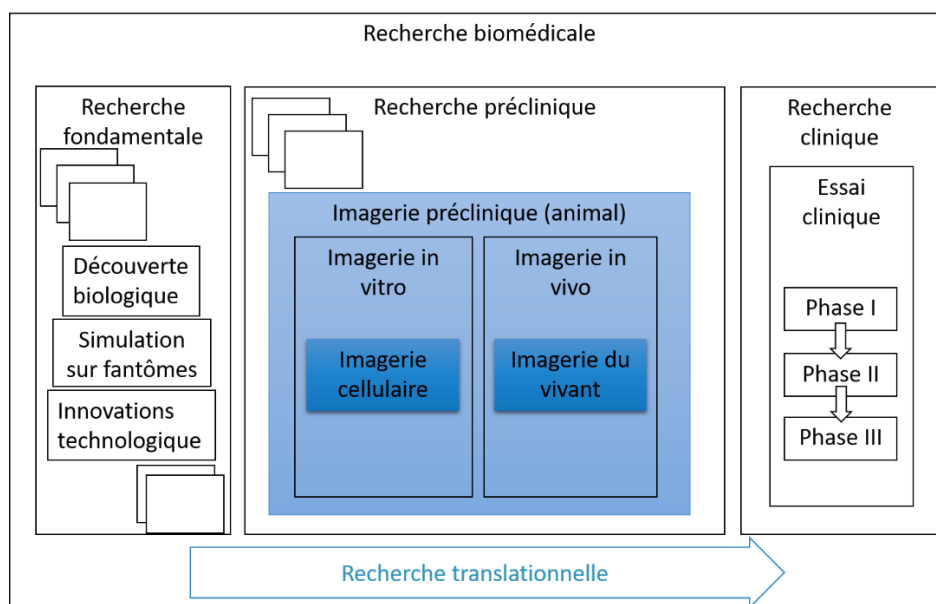 Recherche biomédicale
Recherche
fondamentale
Découverte
biologique
Simulation
sur fantômes
Innovations
technologique
Recherche préclinique
Imagerie préclinique (animal)
Imagerie in
vitro
Imagerie
cellulaire
Imagerie in
vivo
Imagerie du
vivant
Recherche
clinique
Essai
clinique
Phase I
Phase II
Phase III
Recherche translationnelle